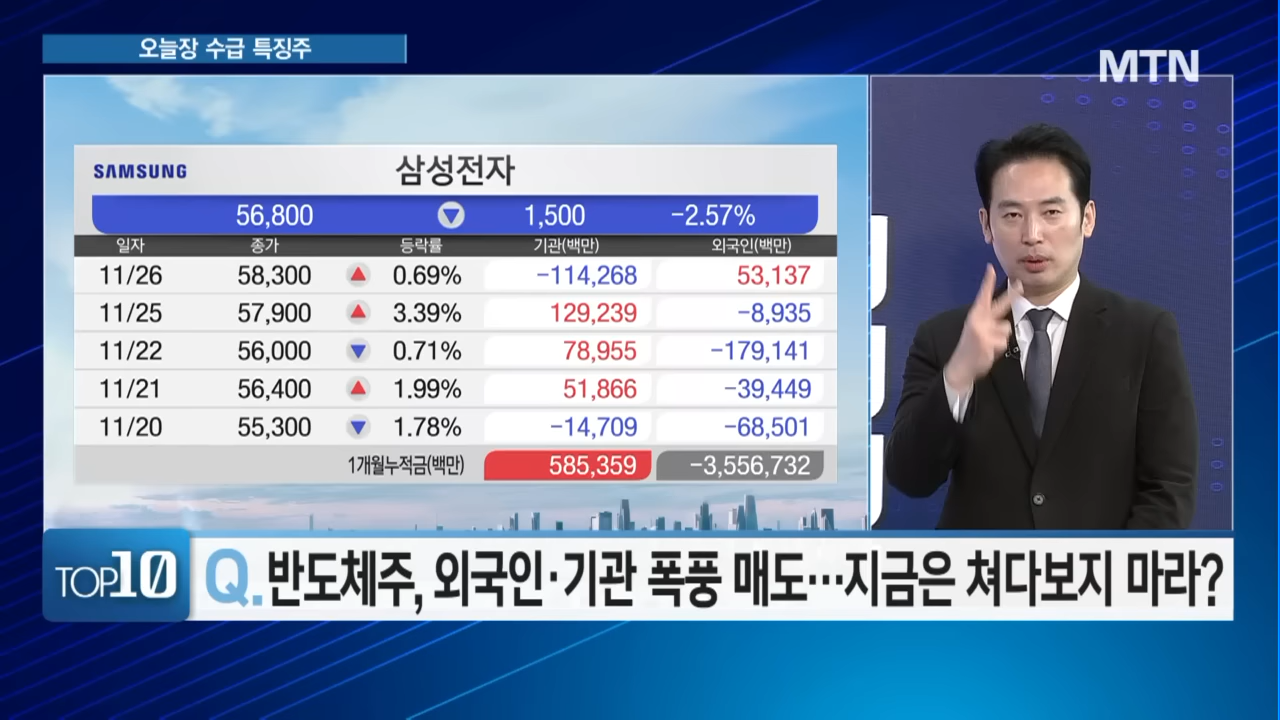 오늘장 수급 특징주
MTN
SAMSUNG 삼성전자
56,800 ▼ 1,500 -2.57%
일자 종가 등락률 기관(백만) 외국인(백만)
11/26 58,300 ▲ 0.69% -114,268 53,137
11/25 57,900 ▲ 3.39% 129,239 -8,935
11/22 56,000 ▼ 0.71% 78,955 -179,141
11/21 56,400 ▲ 1.99% 51,866 -39,449
11/20 55,300 ▼ 1.78% -14,709 -68,501
1개월누적금(백만) 585,359 -3,556,732
TOP10 Q.반도체주, 외국인·기관 폭풍 매도…지금은 쳐다보지 마라?